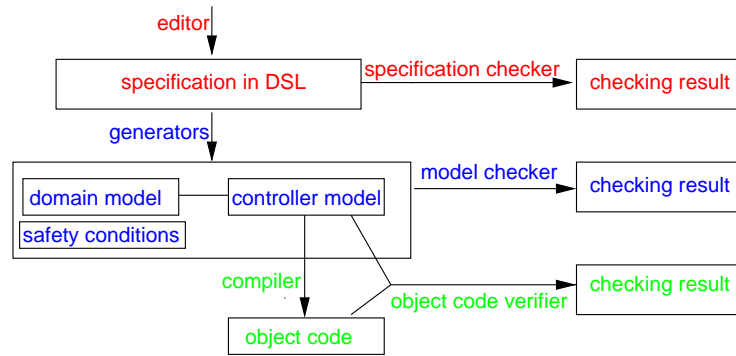 editor
specification in DSL
specification checker
checking result
generators
domain model
controller model
safety conditions
model checker
checking result
compiler
object code verifier
checking result
object code